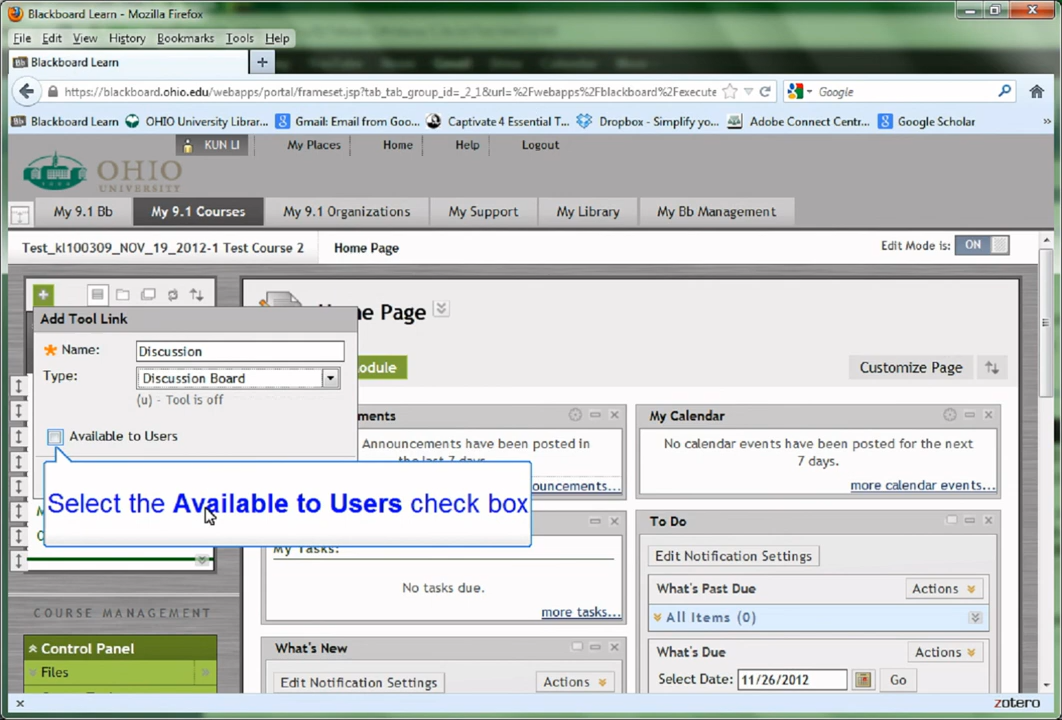 Blackboard Learn - Mozilla Firefox
File Edit View History Bookmarks Tools Help
Blackboard Learn
https://blackboard.ohio.edu/webapps/portal/frameset.jsp?tab_tab_group_id=_2_1&url=%2Fwebapps%2Fblackboard%2Fexecute
Google
Blackboard Learn OHIO University Librar... Gmail: Email from Goo... Captivate 4 Essential T... Dropbox - Simplify yo... Adobe Connect Centr... Google Scholar
KUN LI My Places Home Help Logout
OHIO
UNIVERSITY
My 9.1 Bb My 9.1 Courses My 9.1 Organizations My Support My Library My Bb Management
Test_kl100309_NOV_19_2012-1 Test Course 2 Home Page Edit Mode is: ON
Add Tool Link
Name: Discussion
Type: Discussion Board
(u) - Tool is off
Available to Users
Select the Available to Users check box
COURSE MANAGEMENT
Control Panel
Files
me Page
odule
Customize Page
ments
Announcements have been posted in
the last 7 days.
ouncements...
My Tasks:
No tasks due.
more tasks...
What's New
Edit Notification Settings Actions
My Calendar
No calendar events have been posted for the next
7 days.
more calendar events...
To Do
Edit Notification Settings
What's Past Due Actions
All Items (0)
What's Due Actions
Select Date: 11/26/2012 Go
zotero